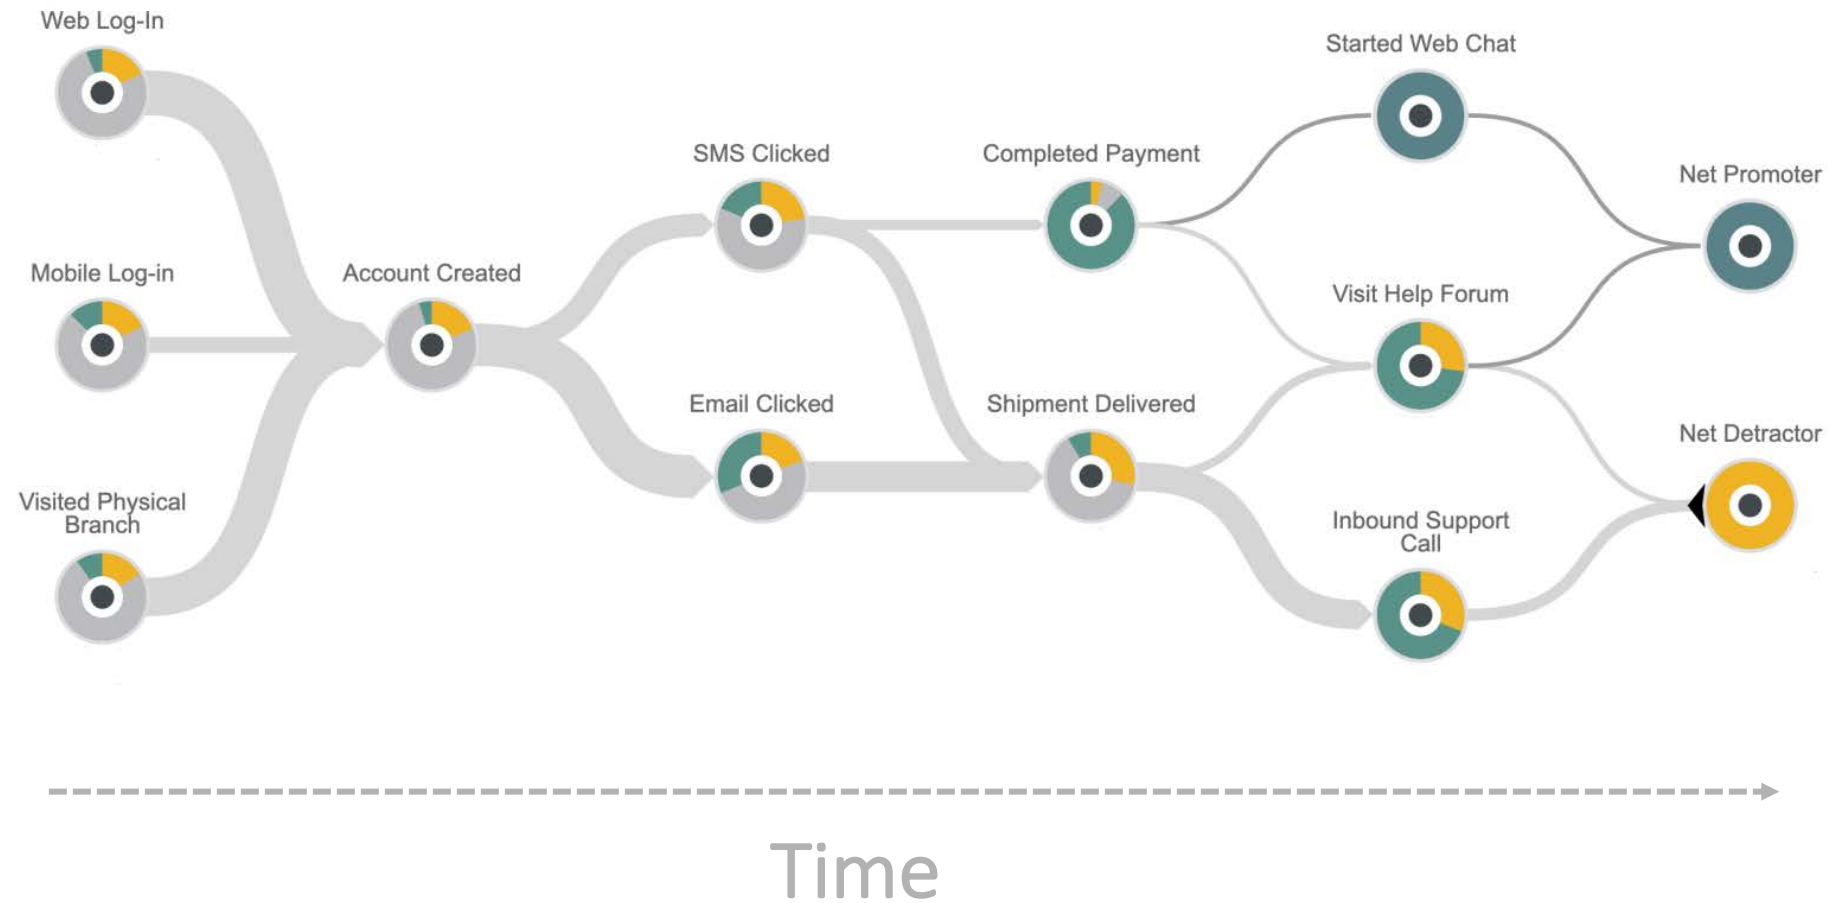 Web Log-In
Started Web Chat
SMS Clicked
Completed Payment
Net Promoter
Mobile Log-in
Account Created
Visit Help Forum
Email Clicked
Shipment Delivered
Net Detractor
Visited Physical
Branch
Inbound Support
Call
Time